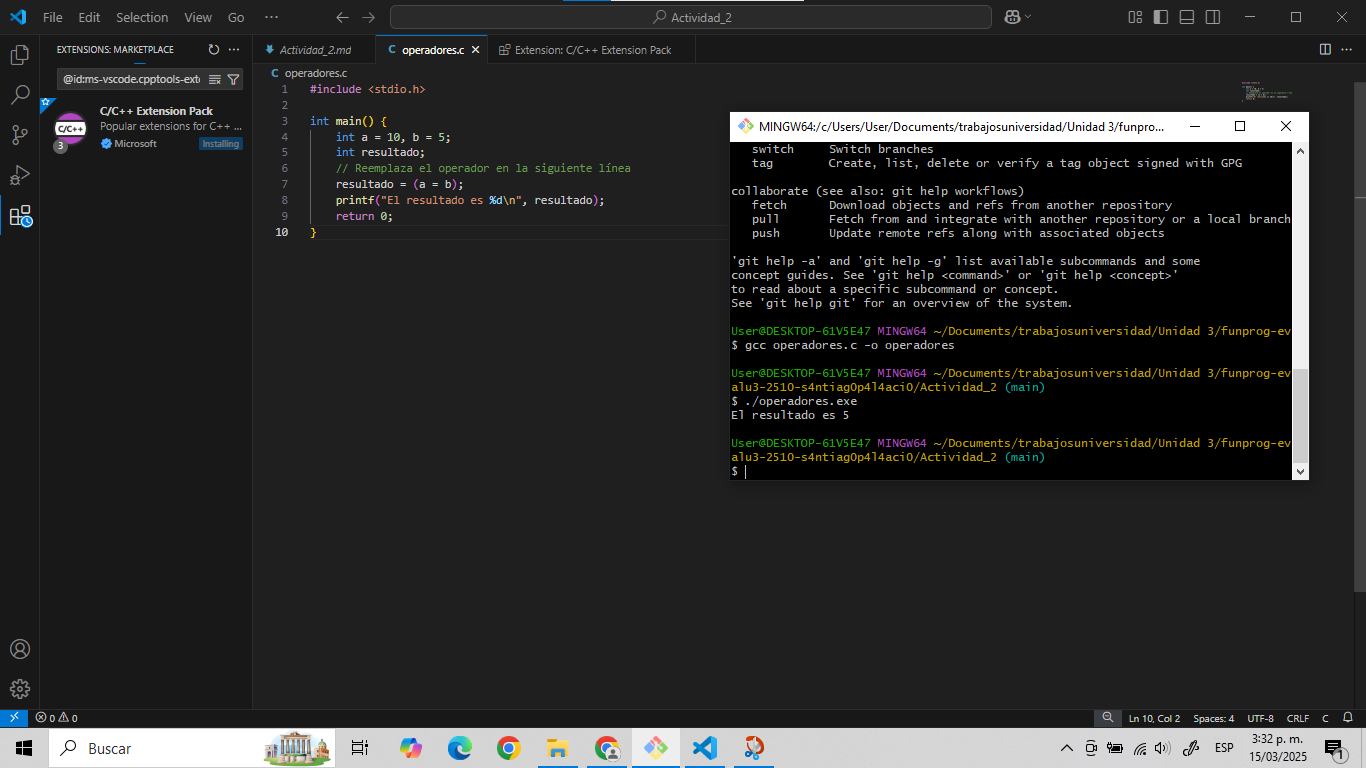 File Edit Selection View Go ···
Actividad_2
EXTENSIONS: MARKETPLACE
@id:ms-vscode.cpptools-exte
C/C++ Extension Pack
Popular extensions for C++ ...
Microsoft
Installing
C/C++
3
Actividad_2.md
C operadores.c
Extension: C/C++ Extension Pack
C operadores.c
1 #include <stdio.h>
2
3 int main() {
4 int a = 10, b = 5;
5 int resultado;
6 // Reemplaza el operador en la siguiente línea
7 resultado = (a = b);
8 printf("El resultado es %d\n", resultado);
9 return 0;
10 }
MINGW64:/c/Users/User/Documents/trabajosuniversidad/Unidad 3/funpro...
switch Switch branches
tag Create, list, delete or verify a tag object signed with GPG
collaborate (see also: git help workflows)
fetch Download objects and refs from another repository
pull Fetch from and integrate with another repository or a local branch
push Update remote refs along with associated objects
'git help -a' and 'git help -g' list available subcommands and some
concept guides. See 'git help <command>' or 'git help <concept>'
to read about a specific subcommand or concept.
See 'git help git' for an overview of the system.
User@DESKTOP-61V5E47 MINGW64 ~/Documents/trabajosuniversidad/Unidad 3/funprog-ev
$ gcc operadores.c -o operadores
User@DESKTOP-61V5E47 MINGW64 ~/Documents/trabajosuniversidad/Unidad 3/funprog-ev
alu3-2510-s4ntiag0p4l4aci0/Actividad_2 (main)
$ ./operadores.exe
El resultado es 5
User@DESKTOP-61V5E47 MINGW64 ~/Documents/trabajosuniversidad/Unidad 3/funprog-ev
alu3-2510-s4ntiag0p4l4aci0/Actividad_2 (main)
$
0 0
Ln 10, Col 2 Spaces: 4 UTF-8 CRLF C
Buscar
ESP
3:32 p. m.
15/03/2025
1